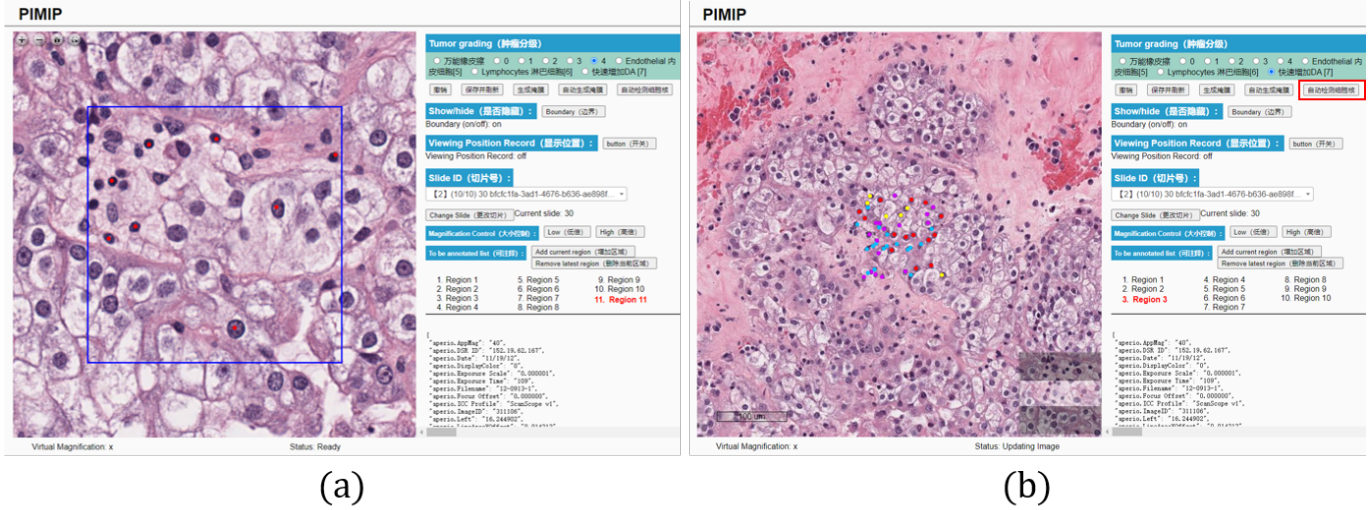 PIMIP
Tumor grading（肿瘤分级）
万能橡皮擦 0 1 2 3 4 Endothelial 内
皮细胞[5] Lymphocytes 淋巴细胞[6] 快速增加DA [7]
撤销 保存并刷新 生成掩膜 自动生成掩膜 自动检测细胞核
Show/hide（是否隐藏）： Boundary（边界）
Boundary (on/off): on
Viewing Position Record（显示位置）： button（开关）
Viewing Position Record: off
Slide ID（切片号）：
【2】(10/10) 30 bfcfc1fa-3ad1-4676-b636-ae898f...
Change Slide（更改切片） Current slide: 30
Magnification Control（大小控制）： Low（低倍） High（高倍）
To be annotated list（可注释）： Add current region（增加区域）
Remove latest region（删除当前区域）
1. Region 1 5. Region 5 9. Region 9
2. Region 2 6. Region 6 10. Region 10
3. Region 3 7. Region 7 11. Region 11
4. Region 4 8. Region 8
{
"aperio.AppMag": "40",
"aperio.DSR ID": "152.19.62.167",
"aperio.Date": "11/19/12",
"aperio.DisplayColor": "0",
"aperio.Exposure Scale": "0.000001",
"aperio.Exposure Time": "109",
"aperio.Filename": "12-0913-1",
"aperio.Focus Offset": "0.000000",
"aperio.ICC Profile": "ScanScope v1",
"aperio.ImageID": "311106",
"aperio.Left": "16.244902",
Virtual Magnification: x Status: Ready
(a)
PIMIP
Tumor grading（肿瘤分级）
万能橡皮擦 0 1 2 3 4 Endothelial 内
皮细胞[5] Lymphocytes 淋巴细胞[6] 快速增加DA [7]
撤销 保存并刷新 生成掩膜 自动生成掩膜 自动检测细胞核
Show/hide（是否隐藏）： Boundary（边界）
Boundary (on/off): on
Viewing Position Record（显示位置）： button（开关）
Viewing Position Record: off
Slide ID（切片号）：
【2】(10/10) 30 bfcfc1fa-3ad1-4676-b636-ae898f...
Change Slide（更改切片） Current slide: 30
Magnification Control（大小控制）： Low（低倍） High（高倍）
To be annotated list（可注释）： Add current region（增加区域）
Remove latest region（删除当前区域）
1. Region 1 4. Region 4 8. Region 8
2. Region 2 5. Region 5 9. Region 9
3. Region 3 6. Region 6 10. Region 10
7. Region 7
{
"aperio.AppMag": "40",
"aperio.DSR ID": "152.19.62.167",
"aperio.Date": "11/19/12",
"aperio.DisplayColor": "0",
"aperio.Exposure Scale": "0.000001",
"aperio.Exposure Time": "109",
"aperio.Filename": "12-0913-1",
"aperio.Focus Offset": "0.000000",
"aperio.ICC Profile": "ScanScope v1",
"aperio.ImageID": "311106",
"aperio.Left": "16.244902",
100 um
Virtual Magnification: x Status: Updating Image
(b)